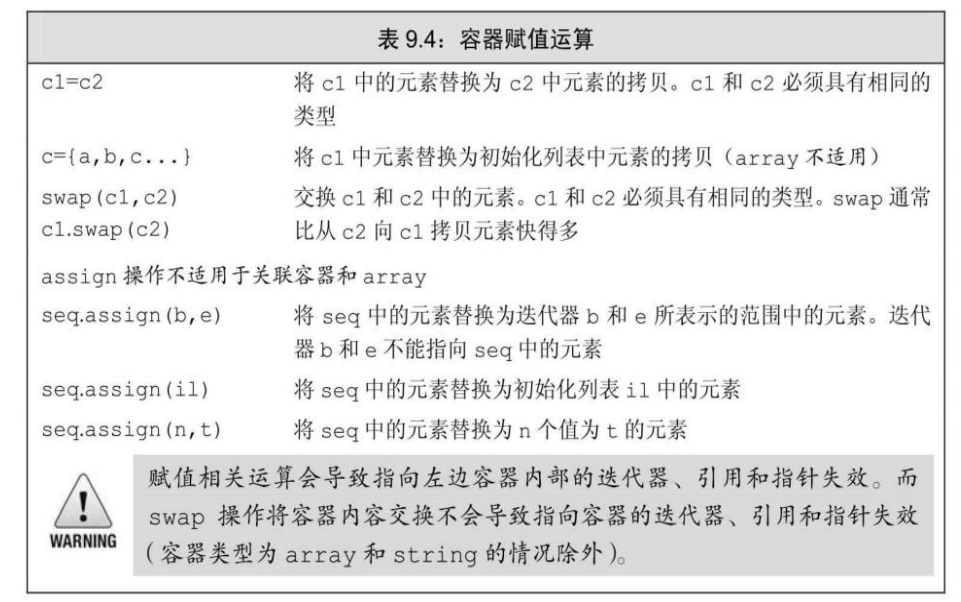 表 9.4：容器赋值运算
c1=c2 将 c1 中的元素替换为 c2 中元素的拷贝。c1 和 c2 必须具有相同的
类型
c={a,b,c...} 将 c1 中元素替换为初始化列表中元素的拷贝（array 不适用）
swap(c1,c2) 交换 c1 和 c2 中的元素。c1 和 c2 必须具有相同的类型。swap 通常
c1.swap(c2) 比从 c2 向 c1 拷贝元素快得多
assign 操作不适用于关联容器和 array
seq.assign(b,e) 将 seq 中的元素替换为迭代器 b 和 e 所表示的范围中的元素。迭代
器 b 和 e 不能指向 seq 中的元素
seq.assign(il) 将 seq 中的元素替换为初始化列表 il 中的元素
seq.assign(n,t) 将 seq 中的元素替换为 n 个值为 t 的元素
赋值相关运算会导致指向左边容器内部的迭代器、引用和指针失效。而
swap 操作将容器内容交换不会导致指向容器的迭代器、引用和指针失效
（容器类型为 array 和 string 的情况除外）。
WARNING